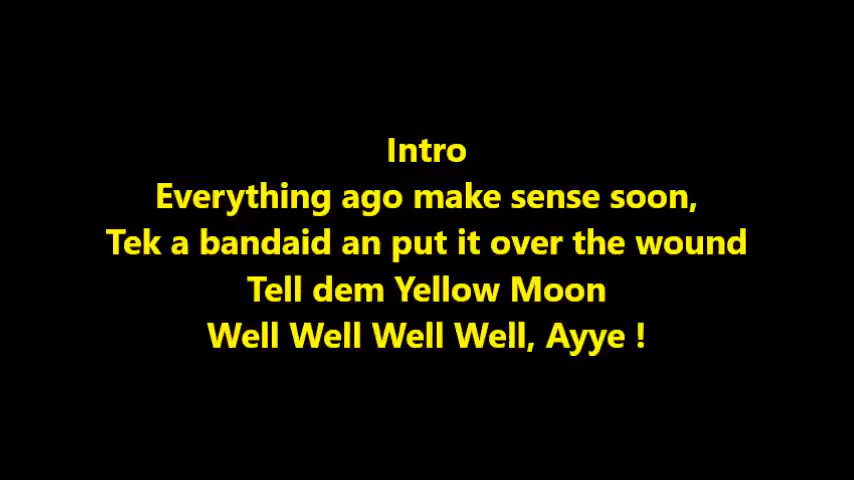 Intro
Everything ago make sense soon,
Tek a bandaid an put it over the wound
Tell dem Yellow Moon
Well Well Well Well, Ayye !